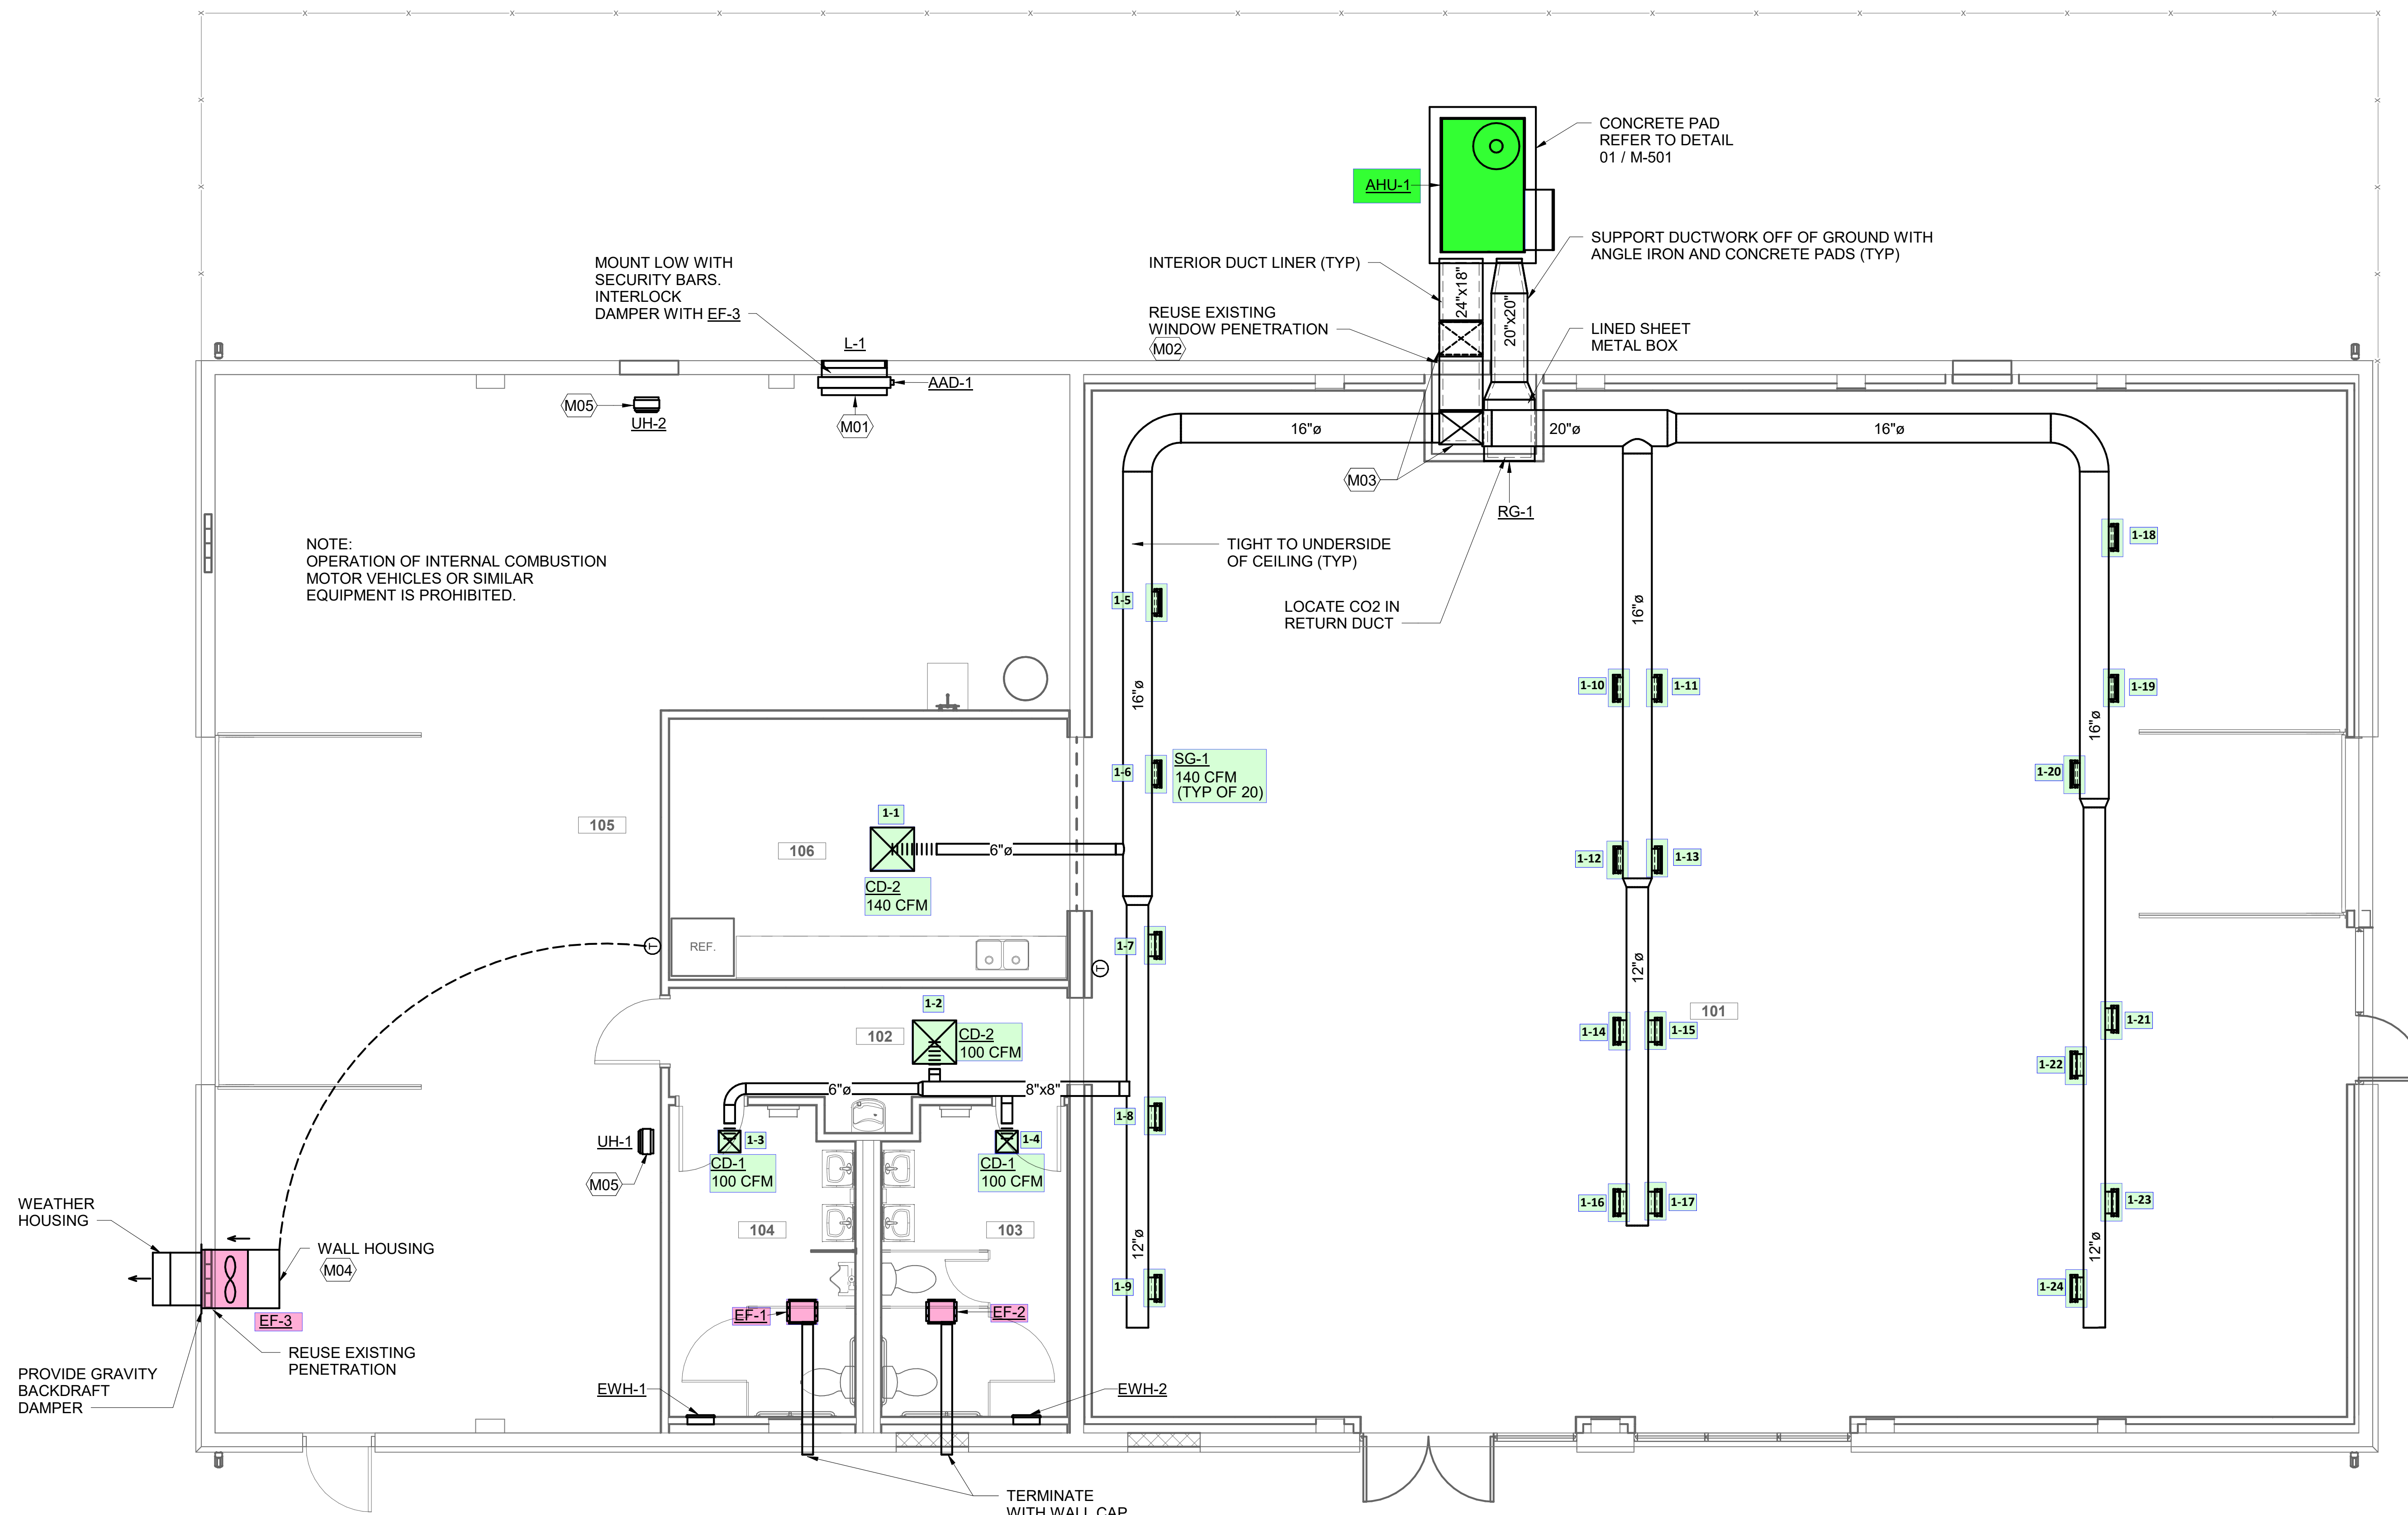 CONCRETE PAD
REFER TO DETAIL
01 / M-501
AHU-1
SUPPORT DUCTWORK OFF OF GROUND WITH
ANGLE IRON AND CONCRETE PADS (TYP)
MOUNT LOW WITH
SECURITY BARS.
INTERLOCK
DAMPER WITH EF-3
INTERIOR DUCT LINER (TYP)
24"x18"
20"x20"
REUSE EXISTING
WINDOW PENETRATION
M02
LINED SHEET
METAL BOX
L-1
AAD-1
M05
UH-2
M01
16"ø
20"ø
16"ø
M03
RG-1
NOTE:
OPERATION OF INTERNAL COMBUSTION
MOTOR VEHICLES OR SIMILAR
EQUIPMENT IS PROHIBITED.
TIGHT TO UNDERSIDE
OF CEILING (TYP)
1-18
1-5
LOCATE CO2 IN
RETURN DUCT
16"ø
16"ø
1-10
1-11
1-19
16"ø
1-6
SG-1
140 CFM
(TYP OF 20)
1-20
1-1
105
106
6"ø
1-12
1-13
CD-2
140 CFM
REF.
T
1-7
T
12"ø
1-2
102
CD-2
100 CFM
101
1-14
1-15
1-21
1-22
6"ø
8"x8"
1-8
UH-1
1-3
1-4
CD-1
100 CFM
CD-1
100 CFM
M05
1-16
1-17
1-23
WEATHER
HOUSING
104
103
WALL HOUSING
M04
12"ø
12"ø
1-9
1-24
EF-3
EF-1
EF-2
REUSE EXISTING
PENETRATION
PROVIDE GRAVITY
BACKDRAFT
DAMPER
EWH-1
EWH-2
TERMINATE
WITH WALL CAP